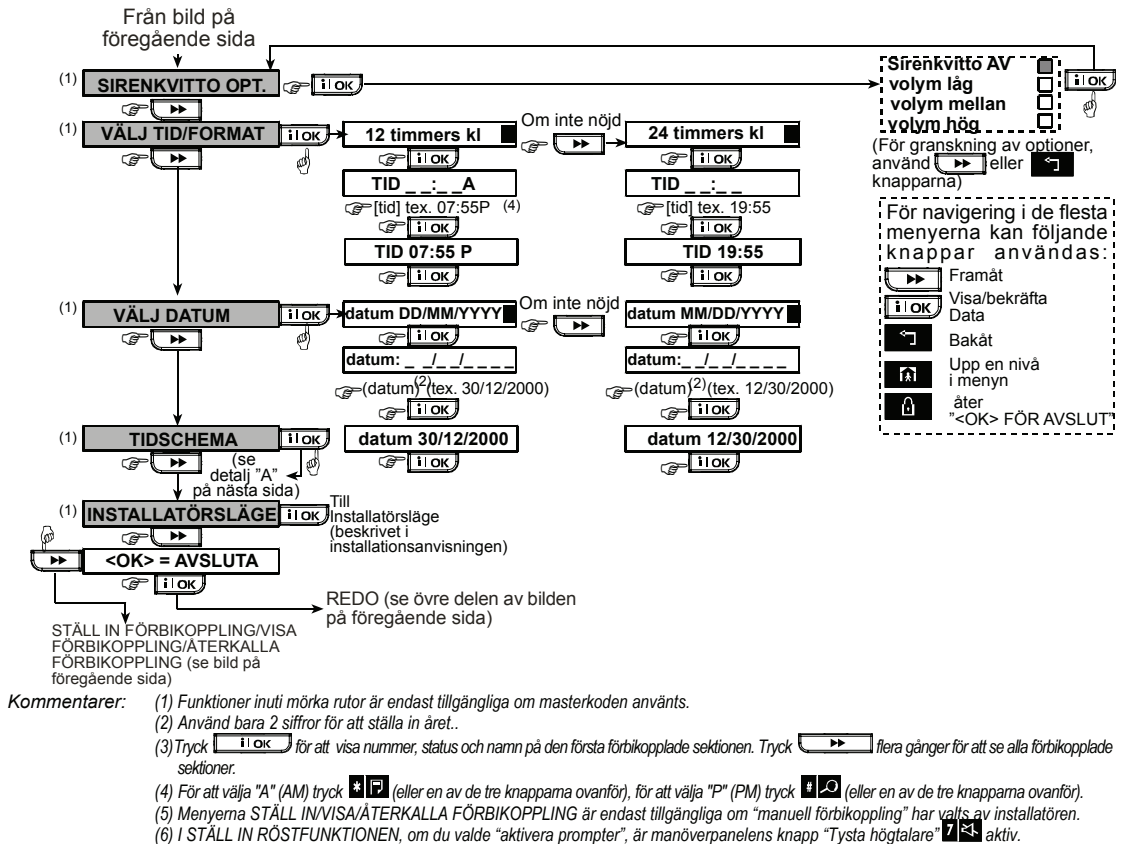 Från bild på
föregående sida
(1) SIRENKVITTO OPT. i OK
Sirenkvitto AV
volym låg
volym mellan
volym hög
i OK
(För granskning av optioner,
använd eller
knapparna)
(1) VÄLJ TID/FORMAT i OK
12 timmers kl
Om inte nöjd
24 timmers kl
i OK
i OK
TID _ _:_ _A
TID _ _:_ _
[tid] tex. 07:55P (4)
[tid] tex. 19:55
i OK
i OK
TID 07:55 P
TID 19:55
i OK
i OK
För navigering i de flesta
menyerna kan följande
knappar användas:
Framåt
i OK Visa/bekräfta
Data
Bakåt
Upp en nivå
i menyn
åter
"<OK> FÖR AVSLUT"
(1) VÄLJ DATUM i OK
datum DD/MM/YYYY
Om inte nöjd
datum MM/DD/YYYY
i OK
i OK
datum: _ _/_ _/_ _ _ _
datum:_ _/_ _/_ _ _ _
(datum)(2)(tex. 30/12/2000)
(datum)(2)(tex. 12/30/2000)
i OK
i OK
datum 30/12/2000
datum 12/30/2000
i OK
i OK
(1) TIDSCHEMA i OK
(se
detalj "A"
på nästa sida)
(1) INSTALLATÖRSLÄGE i OK
Till
Installatörsläge
(beskrivet i
installationsanvisningen)
<OK> = AVSLUTA
i OK
REDO (se övre delen av bilden
på föregående sida)
STÄLL IN FÖRBIKOPPLING/VISA
FÖRBIKOPPLING/ÅTERKALLA
FÖRBIKOPPLING (se bild på
föregående sida)
Kommentarer: (1) Funktioner inuti mörka rutor är endast tillgängliga om masterkoden använts.
(2) Använd bara 2 siffror för att ställa in året..
(3)Tryck i OK för att visa nummer, status och namn på den första förbikopplade sektionen. Tryck flera gånger för att se alla förbikopplade
sektioner.
(4) För att välja "A" (AM) tryck * (eller en av de tre knapparna ovanför), för att välja "P" (PM) tryck # (eller en av de tre knapparna ovanför).
(5) Menyerna STÄLL IN/VISA/ÅTERKALLA FÖRBIKOPPLING är endast tillgängliga om “manuell förbikoppling” har valts av installatören.
(6) I STÄLL IN RÖSTFUNKTIONEN, om du valde “aktivera prompter”, är manöverpanelens knapp “Tysta högtalare” 7 aktiv.